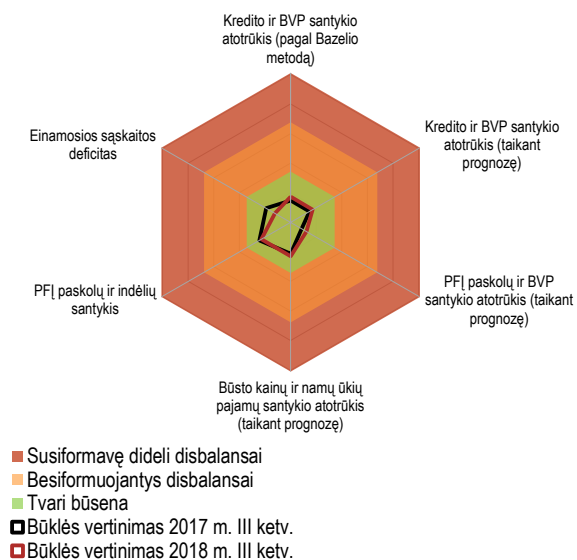 Kredito ir BVP santykio
atotrūkis (pagal Bazelio
metodą)
Kredito ir BVP santykio
atotrūkis (taikant
prognozę)
Einamosios sąskaitos
deficitas
PFĮ paskolų ir indėlių
santykis
PFĮ paskolų ir BVP
santykio atotrūkis (taikant
prognozę)
Būsto kainų ir namų ūkių
pajamų santykio atotrūkis
(taikant prognozę)
Susiformavę dideli disbalansai
Besiformuojantys disbalansai
Tvari būsena
Būklės vertinimas 2017 m. III ketv.
Būklės vertinimas 2018 m. III ketv.